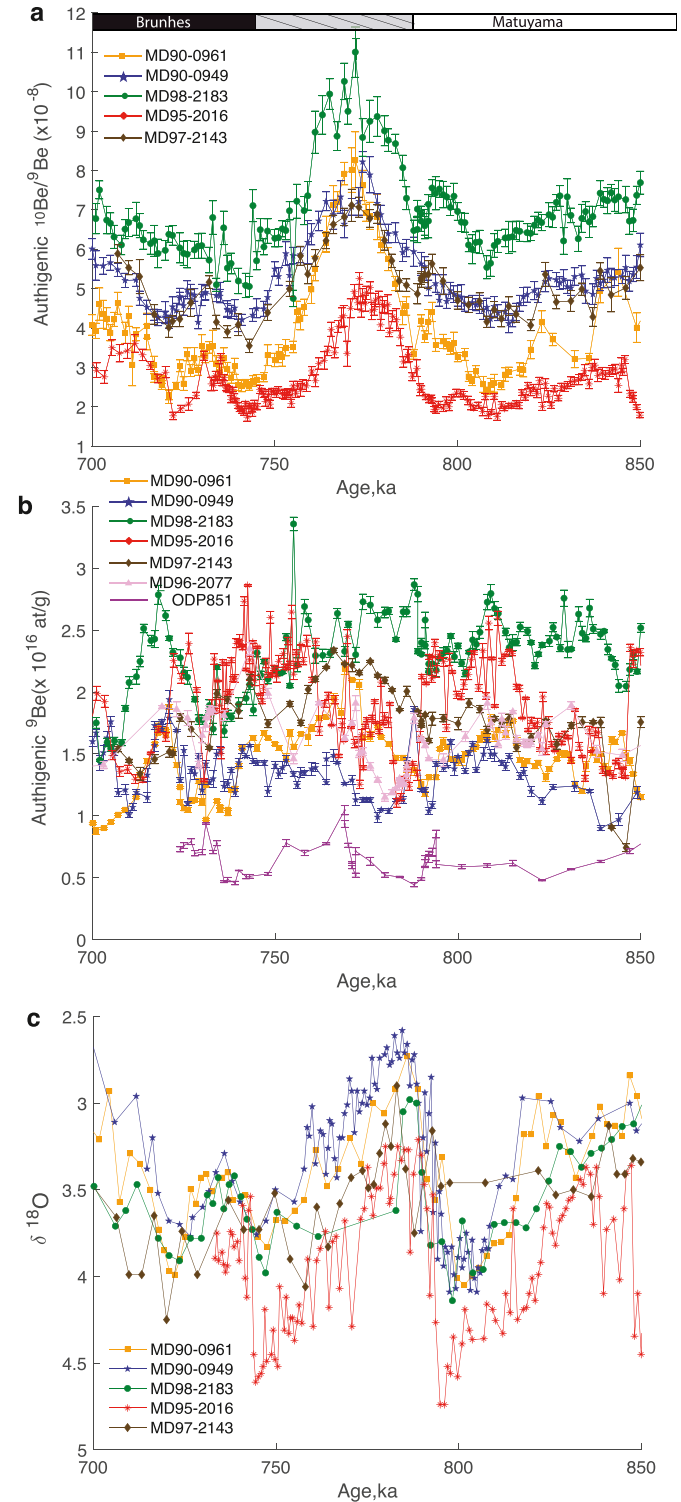 a
Brunhes Matuyama
12
11
10
9
8
7
6
5
4
3
2
1
Authigenic ¹⁰Be/⁹Be (x10⁻⁸)
MD90-0961
MD90-0949
MD98-2183
MD95-2016
MD97-2143
700 750 800 850
Age,ka
b
MD90-0961
MD90-0949
MD98-2183
MD95-2016
MD97-2143
MD96-2077
ODP851
3.5
3
2.5
2
1.5
1
0.5
0
Authigenic ⁹Be(x 10¹⁶ at/g)
700 750 800 850
Age,ka
c
2.5
3
3.5
4
4.5
5
δ ¹⁸O
MD90-0961
MD90-0949
MD98-2183
MD95-2016
MD97-2143
700 750 800 850
Age,ka